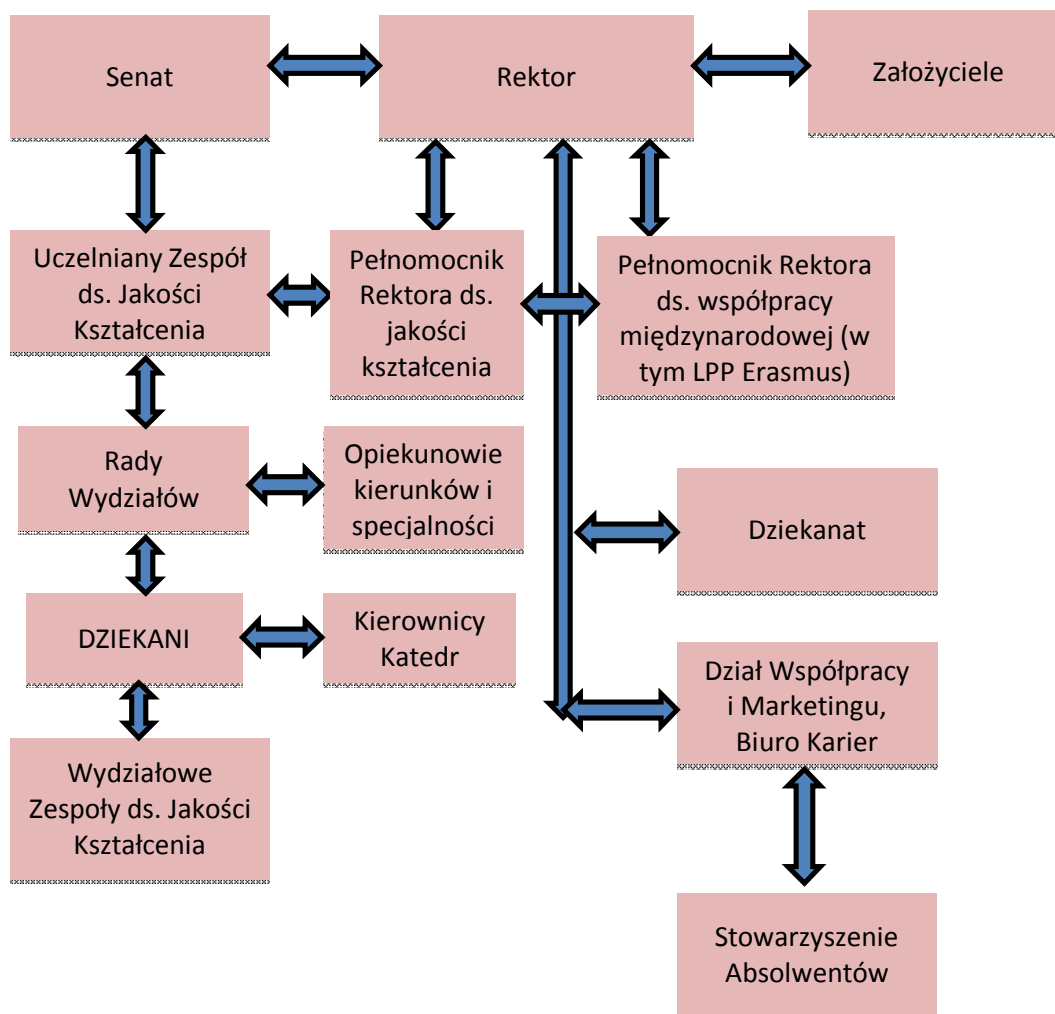 Senat
Rektor
Założyciele
Uczelniany Zespół
ds. Jakości
Kształcenia
Pełnomocnik
Rektora ds.
jakości
kształcenia
Pełnomocnik Rektora
ds. współpracy
międzynarodowej (w
tym LPP Erasmus)
Rady
Wydziałów
Opiekunowie
kierunków i
specjalności
Dziekanat
DZIEKANI
Kierownicy
Katedr
Dział Współpracy
i Marketingu,
Biuro Karier
Wydziałowe
Zespoły ds. Jakości
Kształcenia
Stowarzyszenie
Absolwentów